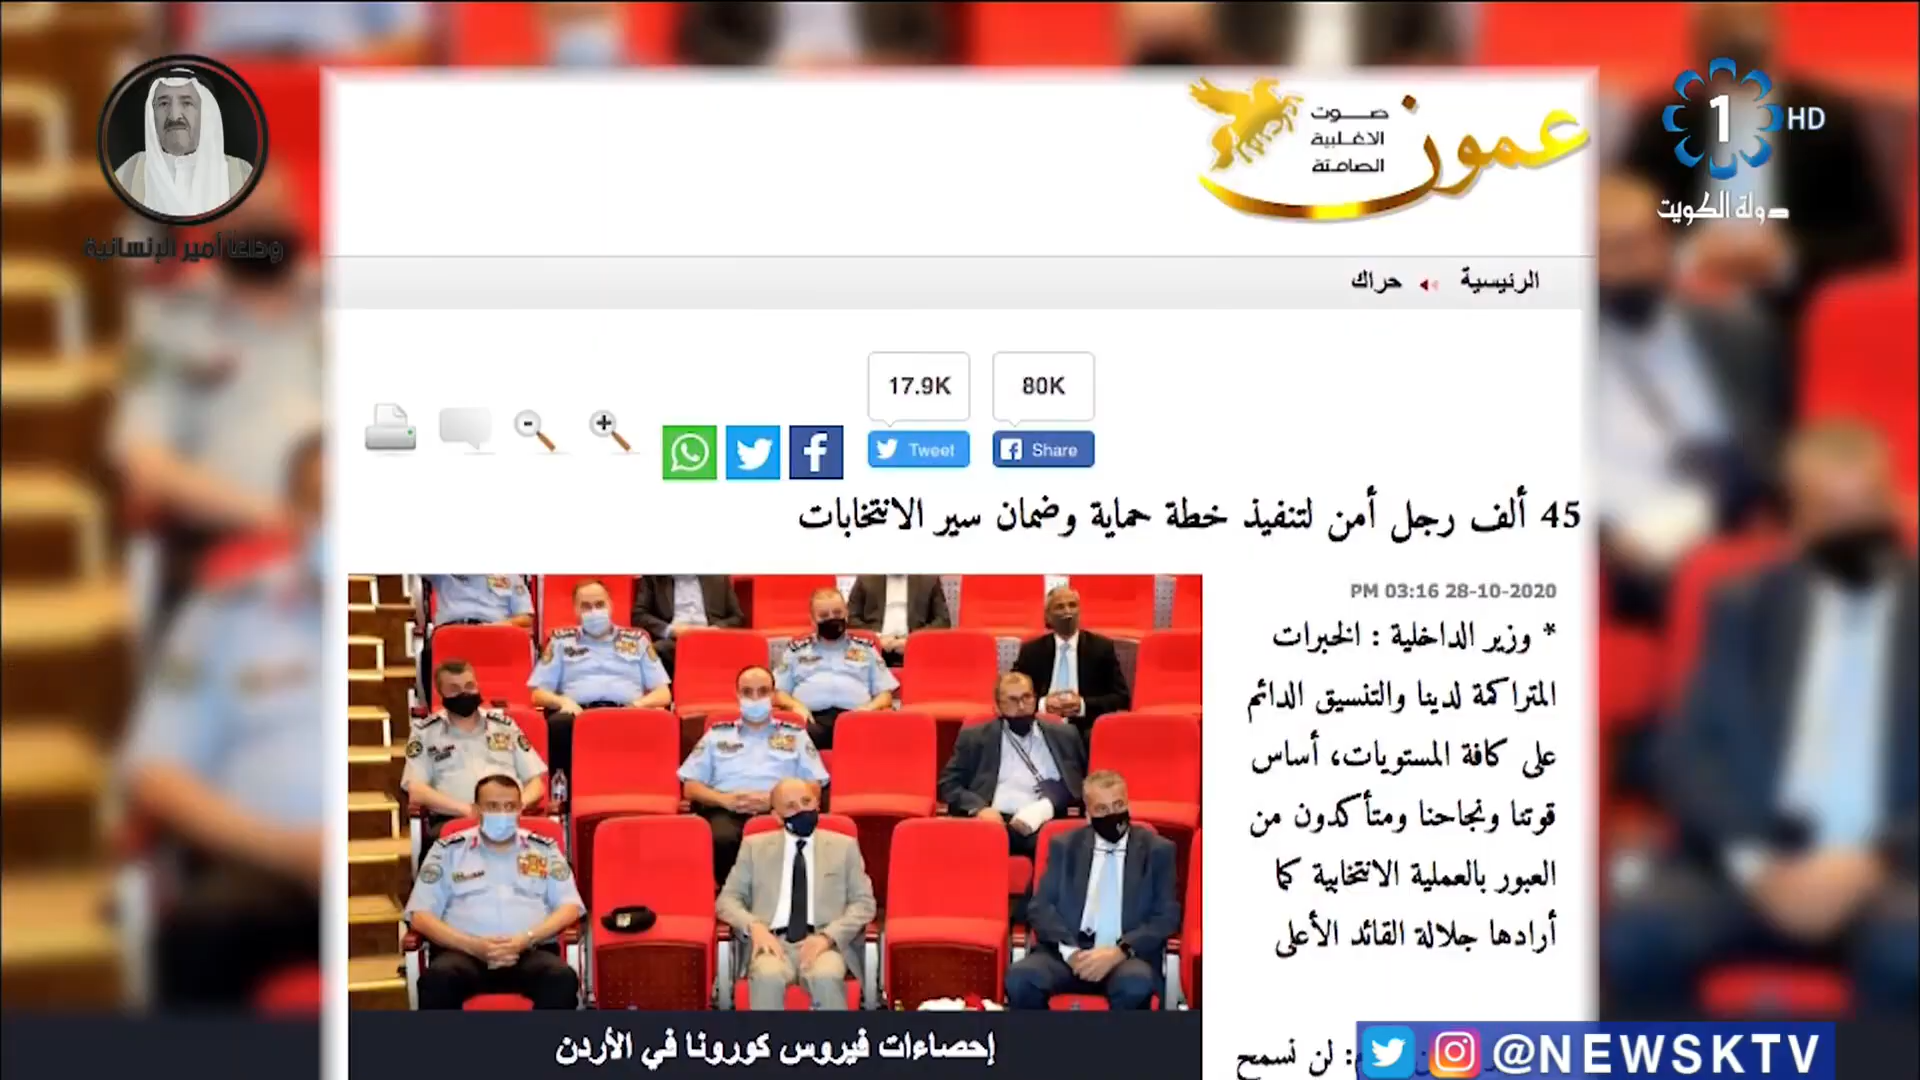 وداعاً أمير الإنسانية
عمون
صوت
الاغلبية
الصامتة
1 HD
دولة الكويت
الرئيسية حراك
17.9K
80K
Tweet
Share
45 ألف رجل أمن لتنفيذ خطة حماية وضمان سير الانتخابات
PM 03:16 28-10-2020
* وزير الداخلية : الخبرات
المتراكمة لدينا والتنسيق الدائم
على كافة المستويات، أساس
قوتنا ونجاحنا ومتأكدون من
العبور بالعملية الانتخابية كما
أرادها جلالة القائد الأعلى
إحصاءات فيروس كورونا في الأردن
: لن نسمح
@NEWSKTV